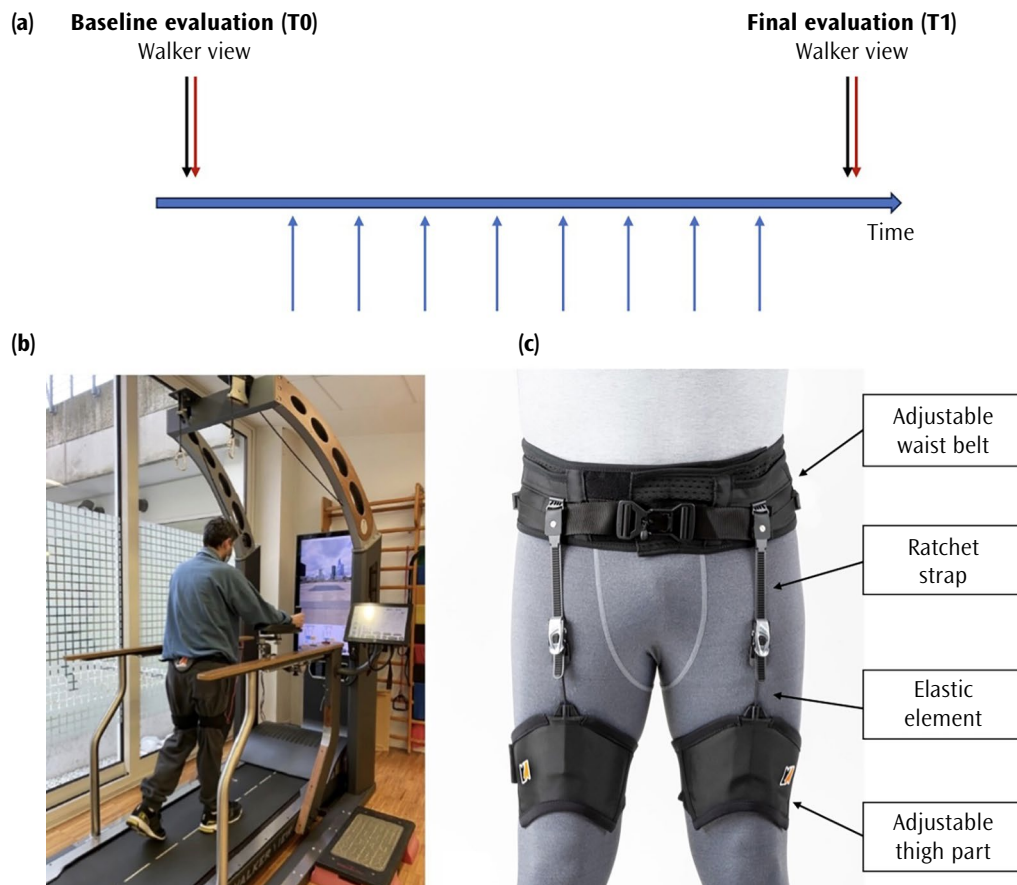 (a)
Baseline evaluation (T0)
Walker view
Final evaluation (T1)
Walker view
Time
(b)
(c)
Adjustable
waist belt
Ratchet
strap
Elastic
element
Adjustable
thigh part